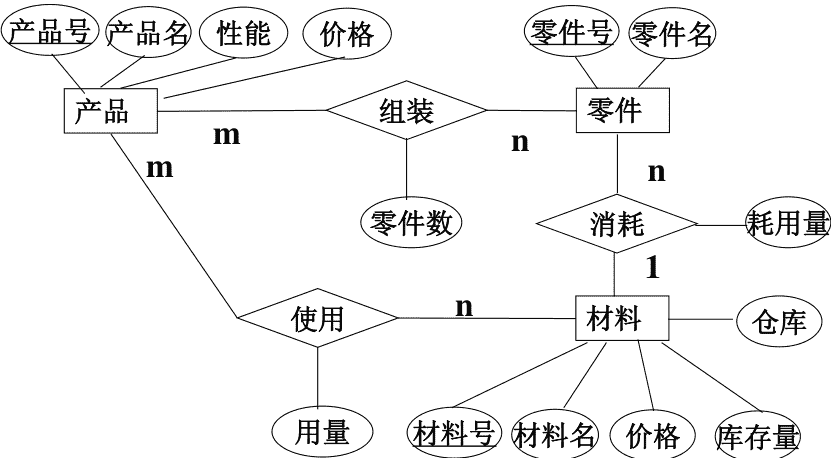 产品号 产品名 性能 价格 零件号 零件名
产品 组装 零件
m n
m n
零件数 消耗 耗用量
1
使用 n 材料 仓库
用量 材料号 材料名 价格 库存量